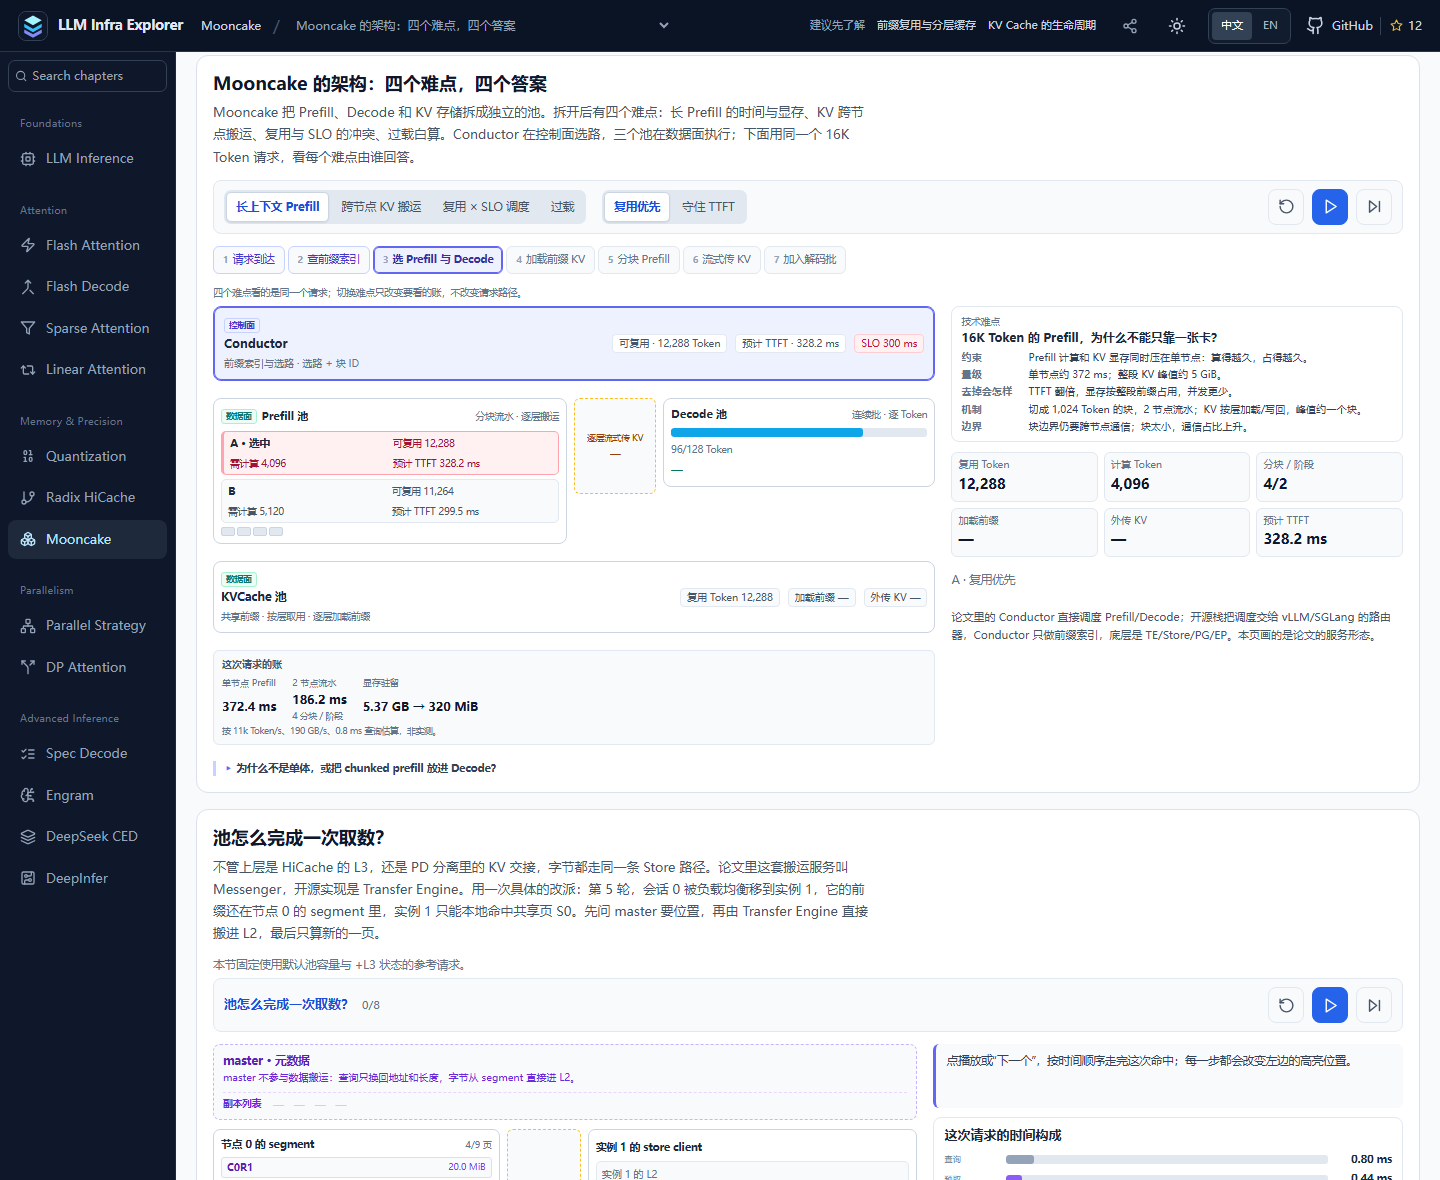 LLM Infra Explorer
Mooncake / Mooncake 的架构：四个难点，四个答案
建议先了解 前缀复用与分层缓存 KV Cache 的生命周期
中文 EN
GitHub
12
Search chapters
Foundations
LLM Inference
Attention
Flash Attention
Flash Decode
Sparse Attention
Linear Attention
Memory & Precision
Quantization
Radix HiCache
Mooncake
Parallelism
Parallel Strategy
DP Attention
Advanced Inference
Spec Decode
Engram
DeepSeek CED
DeepInfer
Mooncake 的架构：四个难点，四个答案
Mooncake 把 Prefill、Decode 和 KV 存储拆成独立的池。拆开后有四个难点：长 Prefill 的时间与显存、KV 跨节
点搬运、复用与 SLO 的冲突、过载白算。Conductor 在控制面选路，三个池在数据面执行；下面用同一个 16K
Token 请求，看每个难点由谁回答。
长上下文 Prefill 跨节点 KV 搬运 复用 × SLO 调度 过载
复用优先 守住 TTFT
1 请求到达
2 查前缀索引
3 选 Prefill 与 Decode
4 加载前缀 KV
5 分块 Prefill
6 流式传 KV
7 加入解码批
四个难点看的是同一个请求；切换难点只改变要看的账，不改变请求路径。
控制面
Conductor
前缀索引与选路 · 选路 + 块 ID
可复用 · 12,288 Token
预计 TTFT · 328.2 ms
SLO 300 ms
数据面 Prefill 池
分块流水 · 逐层搬运
A · 选中 可复用 12,288
需计算 4,096 预计 TTFT 328.2 ms
B 可复用 11,264
需计算 5,120 预计 TTFT 299.5 ms
逐层流式传 KV
—
Decode 池
连续批 · 逐 Token
96/128 Token
—
数据面
KVCache 池
共享前缀 · 按层取用 · 逐层加载前缀
复用 Token 12,288
加载前缀 —
外传 KV —
这次请求的账
单节点 Prefill
372.4 ms
2 节点流水
186.2 ms
4 分块 / 阶段
显存驻留
5.37 GB → 320 MiB
按 11k Token/s、190 GB/s、0.8 ms 查询估算，非实测。
为什么不是单体，或把 chunked prefill 放进 Decode?
技术难点
16K Token 的 Prefill，为什么不能只靠一张卡?
约束 Prefill 计算和 KV 显存同时压在单节点：算得越久，占得越久。
量级 单节点约 372 ms；整段 KV 峰值约 5 GiB。
去掉会怎样 TTFT 翻倍，显存按整段前缀占用，并发更少。
机制 切成 1,024 Token 的块，2 节点流水；KV 按层加载/写回，峰值约一个块。
边界 块边界仍要跨节点通信；块太小，通信占比上升。
复用 Token
12,288
计算 Token
4,096
分块 / 阶段
4/2
加载前缀
—
外传 KV
—
预计 TTFT
328.2 ms
A · 复用优先
论文里的 Conductor 直接调度 Prefill/Decode；开源栈把调度交给 vLLM/SGLang 的路由
器，Conductor 只做前缀索引，底层是 TE/Store/PG/EP。本页画的是论文的服务形态。
池怎么完成一次取数?
不管上层是 HiCache 的 L3，还是 PD 分离里的 KV 交接，字节都走同一条 Store 路径。论文里这套搬运服务叫
Messenger，开源实现是 Transfer Engine。用一次具体的改派：第 5 轮，会话 0 被负载均衡移到实例 1，它的前
缀还在节点 0 的 segment 里，实例 1 只能本地命中共享页 S0。先问 master 要位置，再由 Transfer Engine 直接
搬进 L2，最后只算新的一页。
本节固定使用默认池容量与 +L3 状态的参考请求。
池怎么完成一次取数? 0/8
master · 元数据
master 不参与数据搬运：查询只换回地址和长度，字节从 segment 直接进 L2。
副本列表 — — — —
节点 0 的 segment 4/9 页
C0R1 20.0 MiB
实例 1 的 store client
实例 1 的 L2
点播放或“下一个”，按时间顺序走完这次命中；每一步都会改变左边的高亮位置。
这次请求的时间构成
查询 0.80 ms
预取 0.44 ms